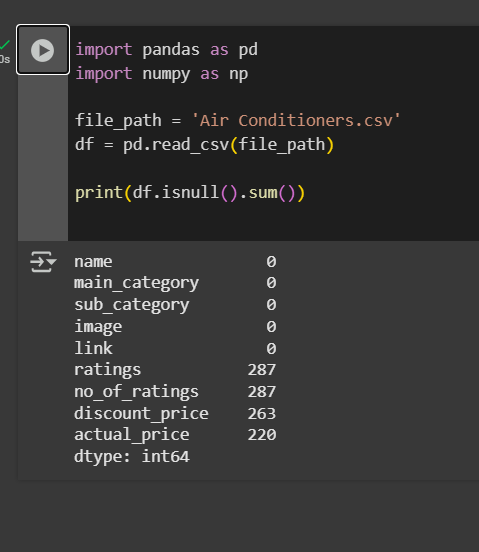 0s
import pandas as pd
import numpy as np
file_path = 'Air Conditioners.csv'
df = pd.read_csv(file_path)
print(df.isnull().sum())
name 0
main_category 0
sub_category 0
image 0
link 0
ratings 287
no_of_ratings 287
discount_price 263
actual_price 220
dtype: int64